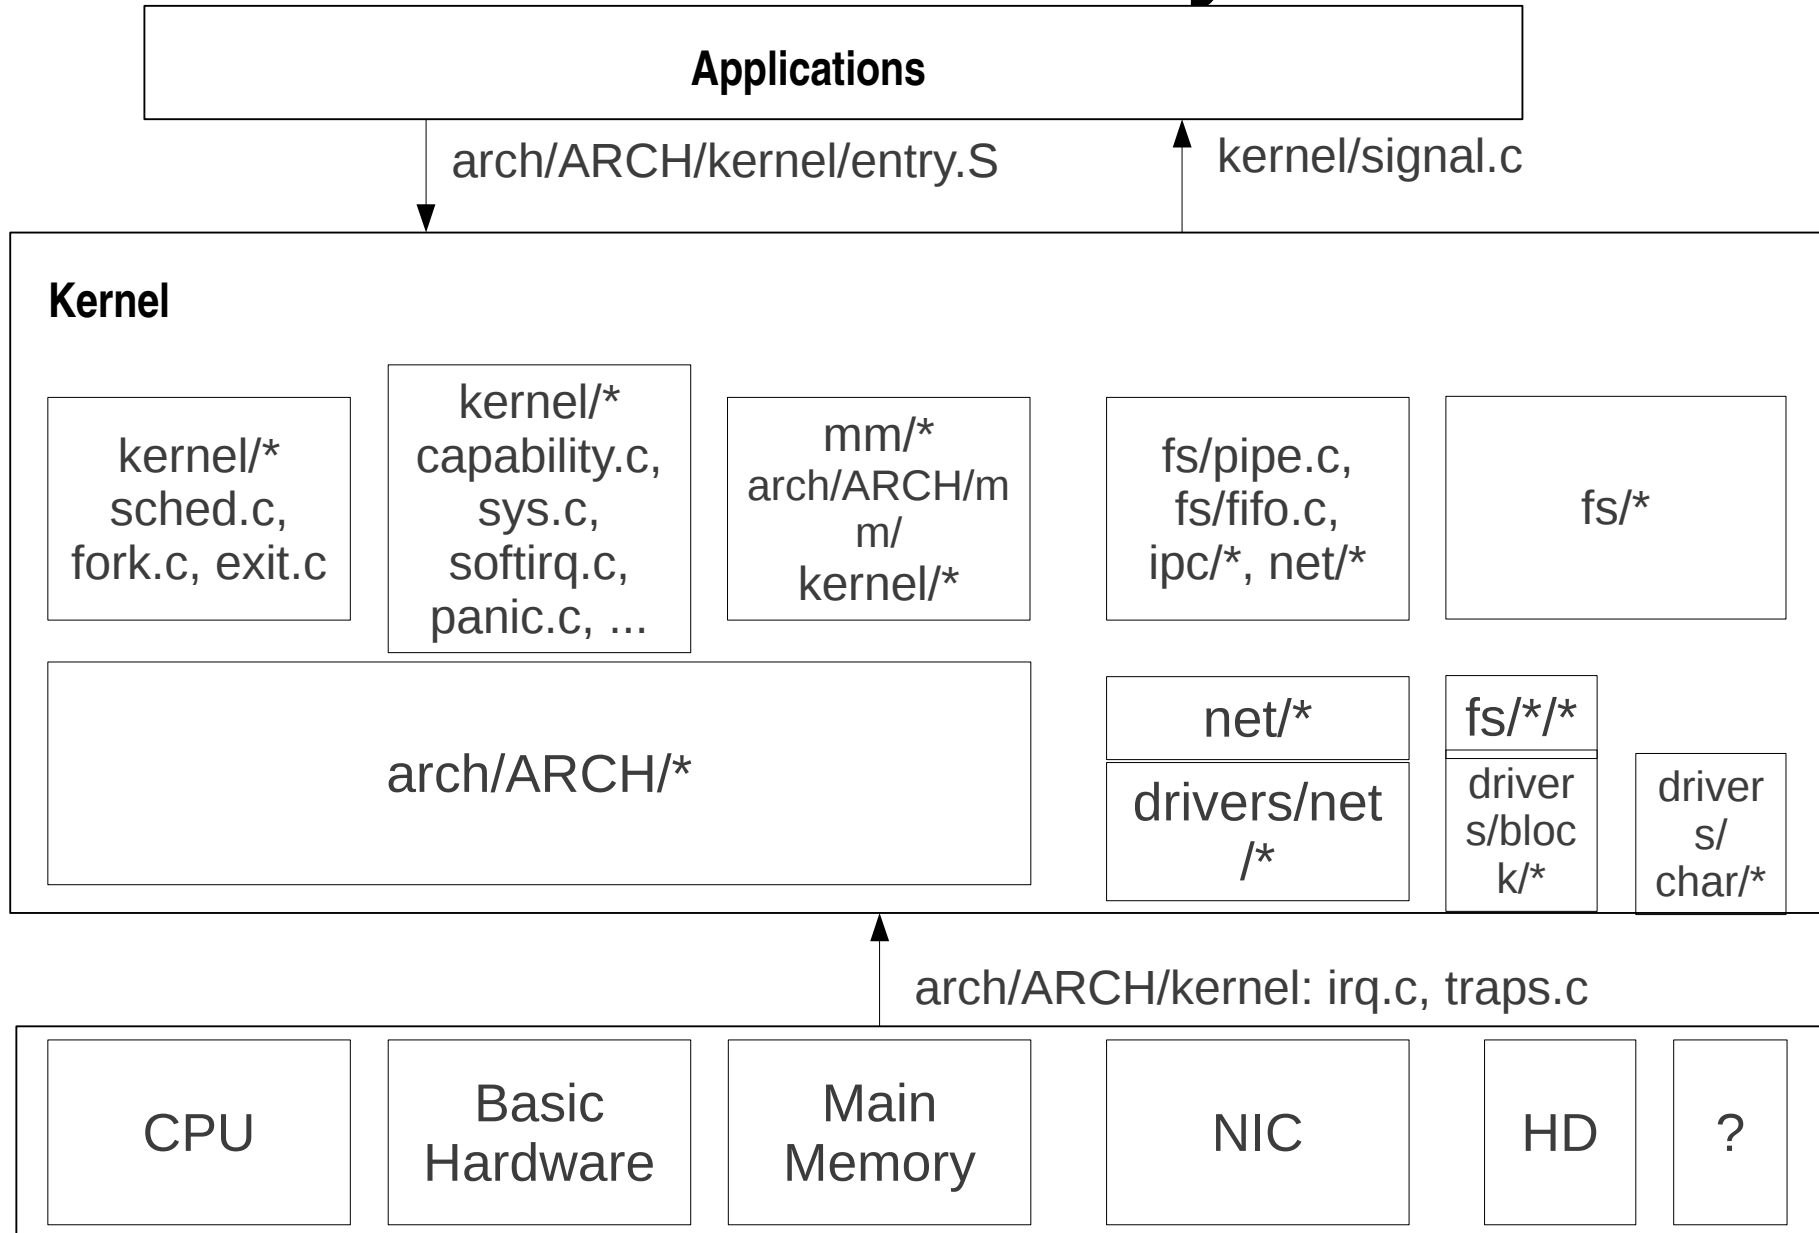 Applications
arch/ARCH/kernel/entry.S
kernel/signal.c
Kernel
kernel/*
sched.c,
fork.c, exit.c
kernel/*
capability.c,
sys.c,
softirq.c,
panic.c, ...
mm/*
arch/ARCH/m
m/
kernel/*
fs/pipe.c,
fs/fifo.c,
ipc/*, net/*
fs/*
arch/ARCH/*
net/*
drivers/net
/*
fs/*/*
driver
s/bloc
k/*
driver
s/
char/*
arch/ARCH/kernel: irq.c, traps.c
CPU
Basic
Hardware
Main
Memory
NIC
HD
?